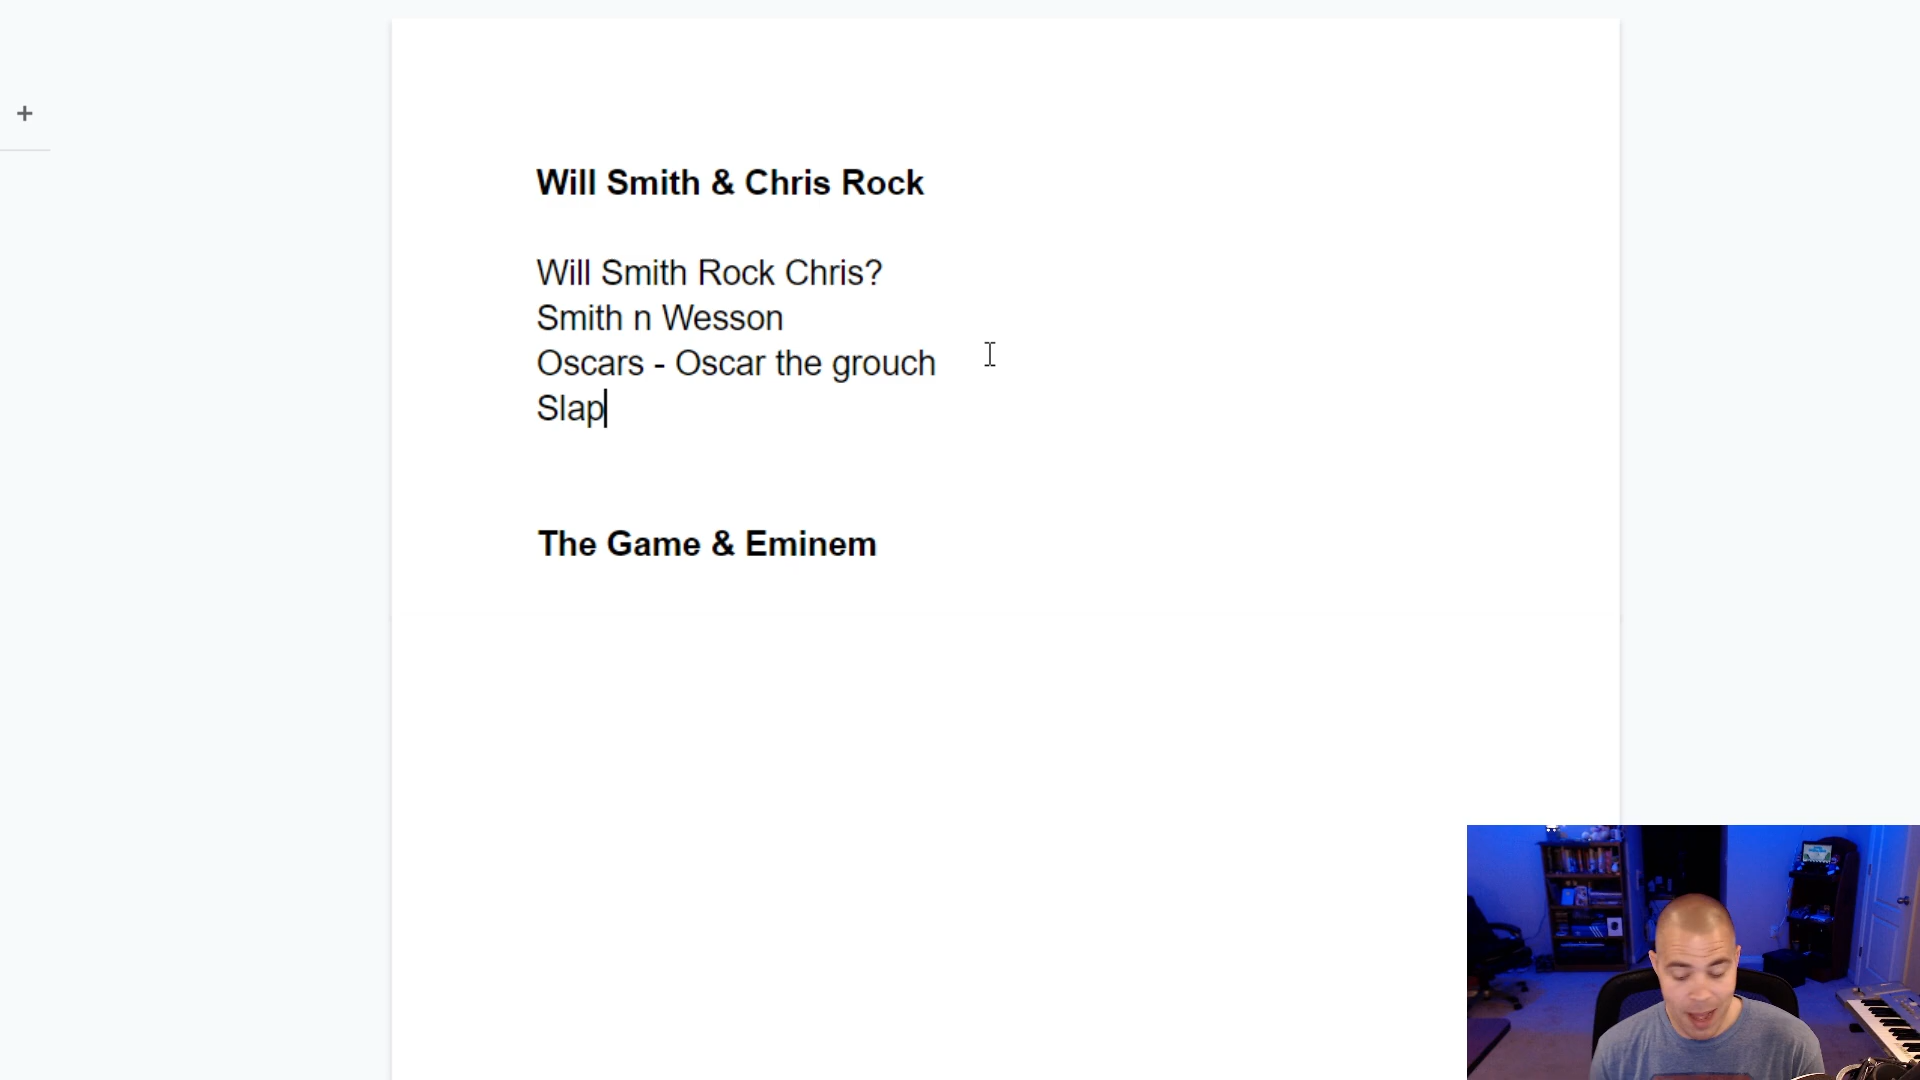 Will Smith & Chris Rock
Will Smith Rock Chris?
Smith n Wesson
Oscars - Oscar the grouch
Slap
The Game & Eminem